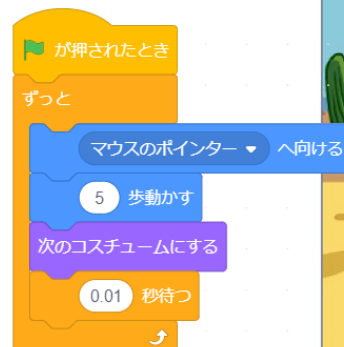 が押されたとき
ずっと
マウスのポインター へ向ける
5 歩動かす
次のコスチュームにする
0.01 秒待つ